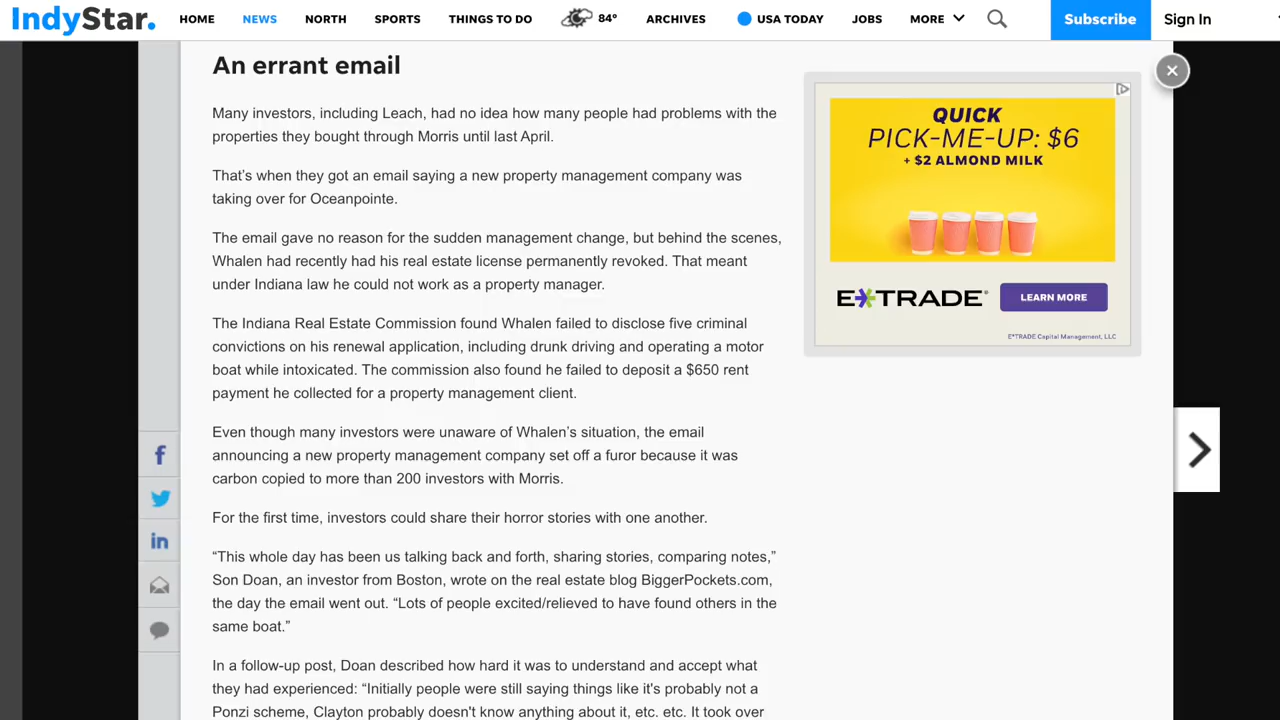 IndyStar. HOME NEWS NORTH SPORTS THINGS TO DO 84° ARCHIVES USA TODAY JOBS MORE Subscribe Sign In
An errant email
Many investors, including Leach, had no idea how many people had problems with the
properties they bought through Morris until last April.
That’s when they got an email saying a new property management company was
taking over for Oceanpointe.
The email gave no reason for the sudden management change, but behind the scenes,
Whalen had recently had his real estate license permanently revoked. That meant
under Indiana law he could not work as a property manager.
The Indiana Real Estate Commission found Whalen failed to disclose five criminal
convictions on their application, including drunk driving and operating a motor
boat while intoxicated. The commission also found he failed to deposit a $650 rent
payment he collected for a property management client.
Even though many investors were unaware of Whalen’s situation, the email
announcing a new property management company set off a furor because it was
carbon copied to more than 200 investors with Morris.
For the first time, investors could share their horror stories with one another.
“This whole day has been us talking back and forth, sharing stories, comparing notes,”
Son Doan, an investor from Boston, wrote on the real estate blog BiggerPockets.com,
the day the email went out. “Lots of people excited/relieved to have found others in the
same boat.”
In a follow-up post, Doan described how hard it was to understand and accept what
they had experienced: “Initially people were still saying things like it's probably not a
Ponzi scheme, Clayton probably doesn't know anything about it, etc. etc. It took over
QUICK
PICK-ME-UP: $6
+ $2 ALMOND MILK
E*TRADE LEARN MORE
E*TRADE Capital Management, LLC